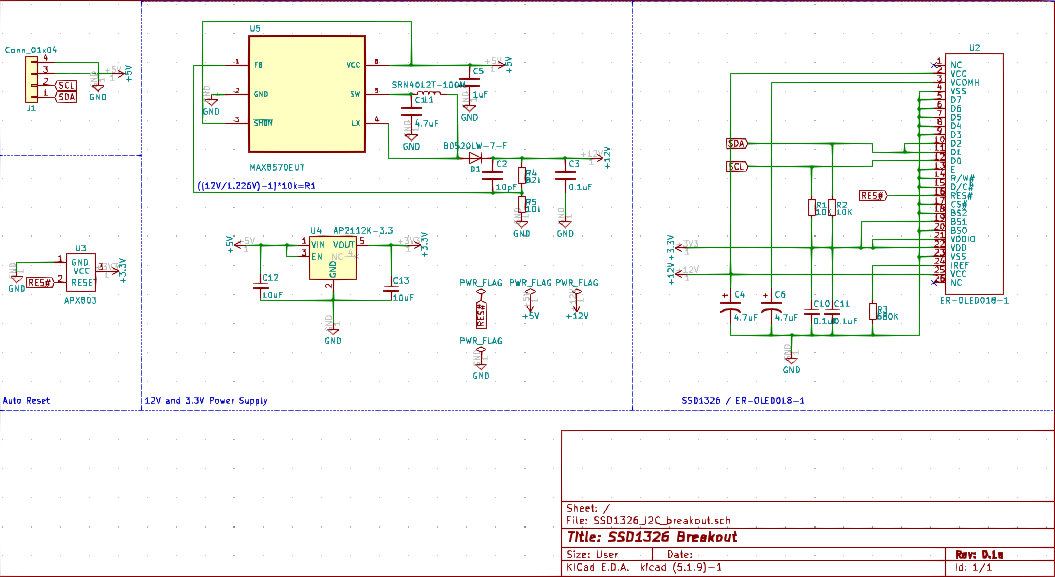 Conn_01x04
4
3
2
1
SCL
SDA
J1
+5V
GND
U5
MAX8570EUT
1 FB
2 GND
3 SHDN
VCC 6
SW 5
LX 4
GND
+5V
C5
1uF
GND
L1
4.7uF
GND
B0520LW-7-F
D1
C2
10pF
R4
82k
R5
10k
C3
0.1uF
+12V
GND
GND
((12V/1.226V)-1)*10k=R1
U4
AP2112K-3.3
1 VIN
3 EN
VOUT 5
NC 4
GND
2
+5V
+3.3V
C12
10uF
C13
10uF
GND
U3
1 GND
VCC 3
2 RESET
APX803
GND
RES#
+3.3V
PWR_FLAG
PWR_FLAG
PWR_FLAG
RES#
+5V
+12V
PWR_FLAG
GND
U2
1 NC
2 VCC
3 VCOMH
4 VSS
5 D7
6 D6
7 D5
8 D4
9 D3
10 D2
11 D1
12 D0
13 E
14 R/W#
15 D/C#
16 RES#
17 CS#
18 BS2
19 BS1
20 BS0
21 VDDIO
22 VDD
23 VSS
24 IREF
25 VCC
26 NC
ER-OLED018-1
SDA
SCL
RES#
R1
10K
R2
10K
+3.3V
+12V
C4
4.7uF
C6
4.7uF
C10
0.1uF
C11
0.1uF
R3
680K
GND
Auto Reset
12V and 3.3V Power Supply
SSD1326 / ER-OLED018-1
Sheet: /
File: SSD1326_I2C_breakout.sch
Title: SSD1326 Breakout
Size: User
Date:
Rev: 0.1a
KiCad E.D.A. kicad (5.1.9)-1
Id: 1/1